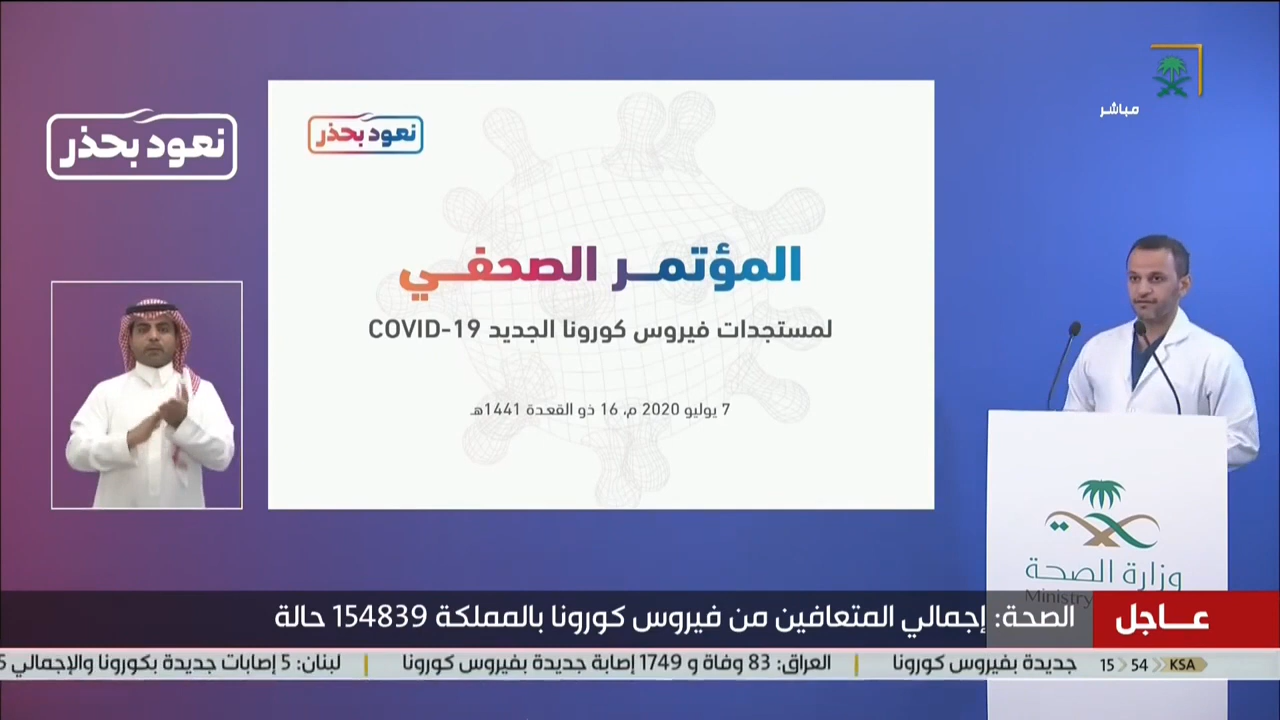 مباشر
نعود بحذر
نعود بحذر
المؤتمر الصحفي
لمستجدات فيروس كورونا الجديد COVID-19
7 يوليو 2020 م، 16 ذو القعدة 1441هـ
وزارة الصحة
Ministry
عـاجل
الصحة: إجمالي المتعافين من فيروس كورونا بالمملكة 154839 حالة
KSA 15 54
جديدة بفيروس كورونا | العراق: 83 وفاة و 1749 إصابة جديدة بفيروس كورونا | لبنان: 5 إصابات جديدة بكورونا والإجمالي